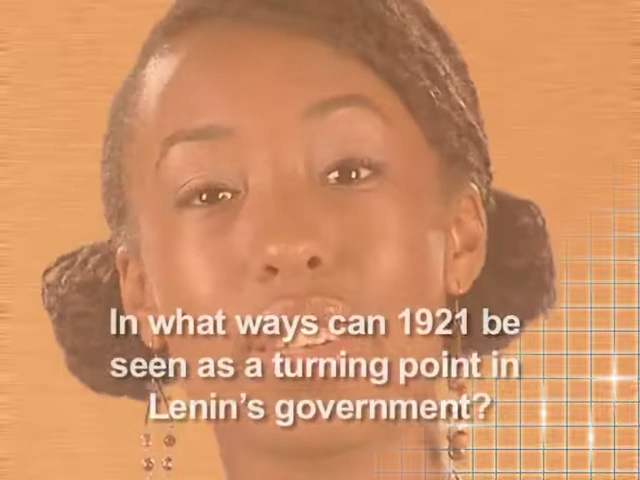 In what ways can 1921 be
seen as a turning point in
Lenin's government?